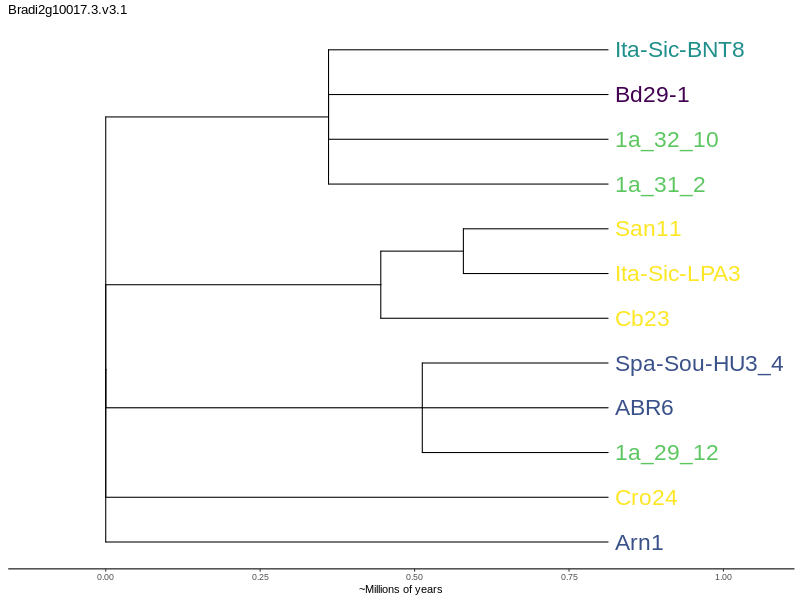 Bradi2g10017.3.v3.1
Ita-Sic-BNT8
Bd29-1
1a_32_10
1a_31_2
San11
Ita-Sic-LPA3
Cb23
Spa-Sou-HU3_4
ABR6
1a_29_12
Cro24
Arn1
0.00 0.25 0.50 0.75 1.00
~Millions of years